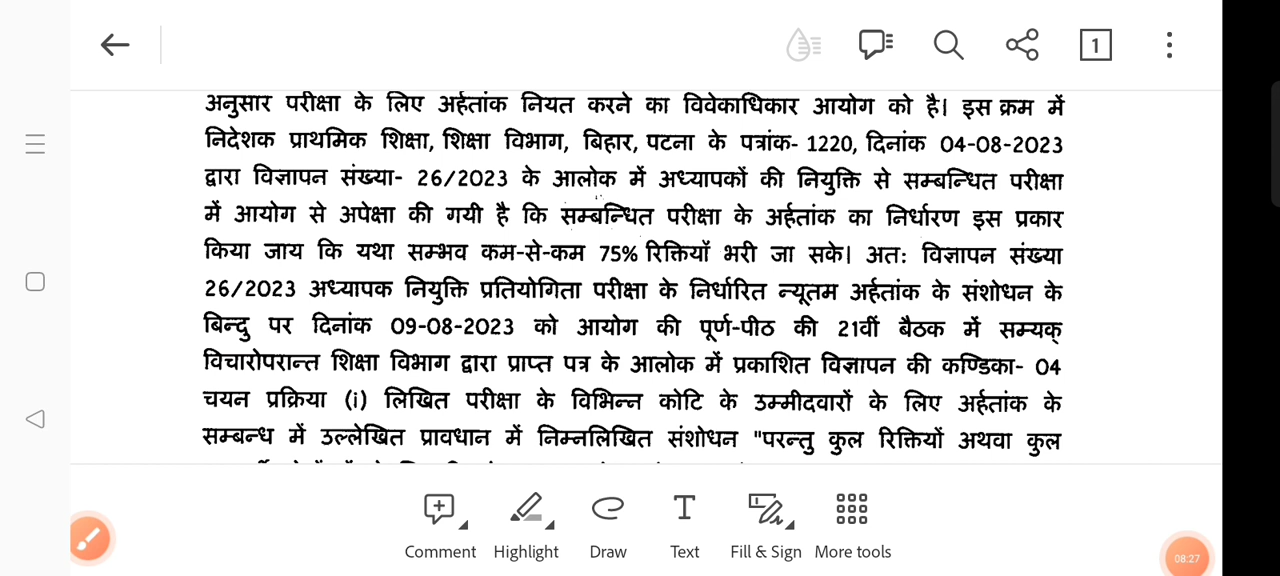 1
अनुसार परीक्षा के लिए अर्हतांक नियत करने का विवेकाधिकार आयोग को है। इस क्रम में
निदेशक प्राथमिक शिक्षा, शिक्षा विभाग, बिहार, पटना के पत्रांक- 1220, दिनांक 04-08-2023
द्वारा विज्ञापन संख्या- 26/2023 के आलोक में अध्यापकों की नियुक्ति से सम्बन्धित परीक्षा
में आयोग से अपेक्षा की गयी है कि सम्बन्धित परीक्षा के अर्हतांक का निर्धारण इस प्रकार
किया जाय कि यथा सम्भव कम-से-कम 75% रिक्तियाँ भरी जा सके। अतः विज्ञापन संख्या
26/2023 अध्यापक नियुक्ति प्रतियोगिता परीक्षा के निर्धारित न्यूतम अर्हतांक के संशोधन के
बिन्दु पर दिनांक 09-08-2023 को आयोग की पूर्ण-पीठ की 21वीं बैठक में सम्यक्
विचारोपरान्त शिक्षा विभाग द्वारा प्राप्त पत्र के आलोक में प्रकाशित विज्ञापन की कण्डिका- 04
चयन प्रक्रिया (i) लिखित परीक्षा के विभिन्न कोटि के उम्मीदवारों के लिए अर्हतांक के
सम्बन्ध में उल्लेखित प्रावधान में निम्नलिखित संशोधन "परन्तु कुल रिक्तियों अथवा कुल
Comment Highlight Draw Text Fill & Sign More tools
08:27